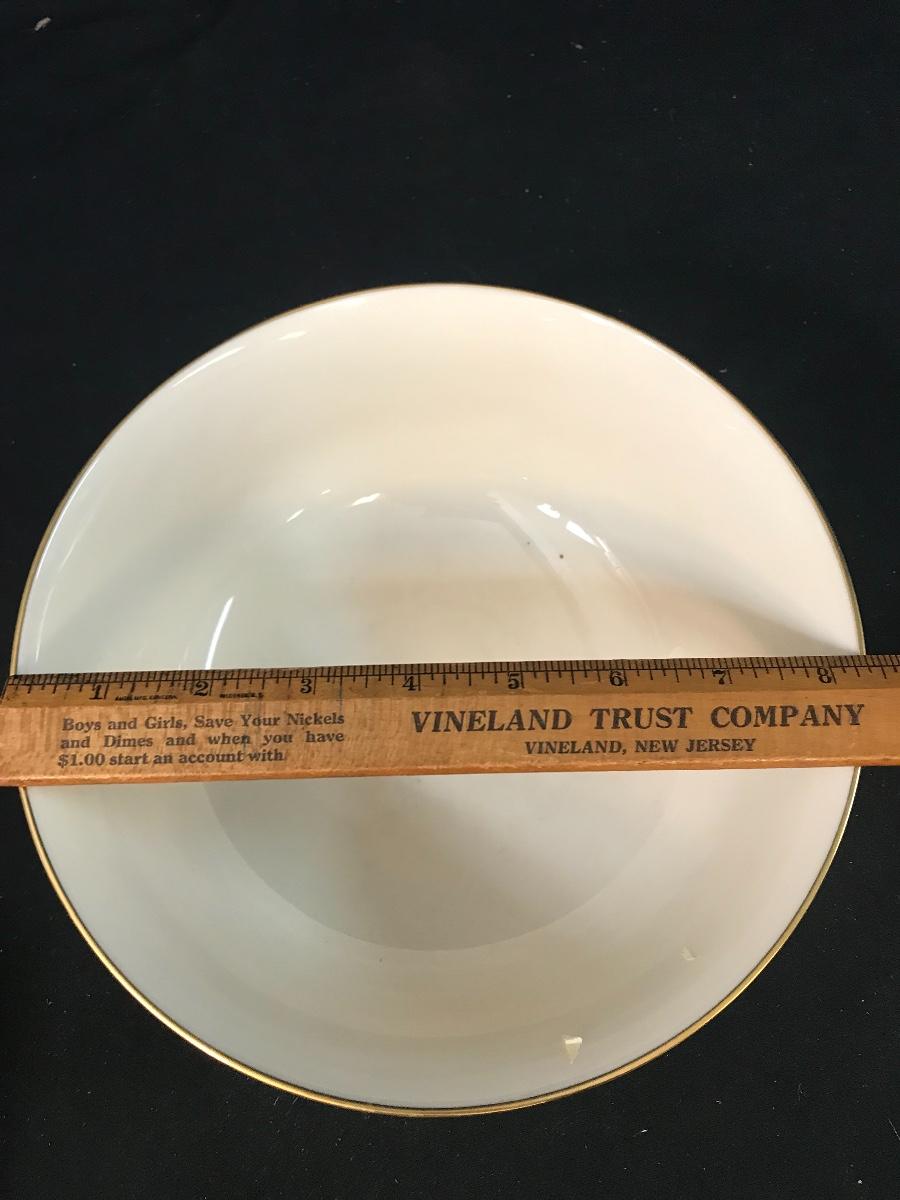 1 2 3 4 5 6 7 8
Boys and Girls, Save Your Nickels
and Dimes and when you have
$1.00 start an account with
VINELAND TRUST COMPANY
VINELAND, NEW JERSEY